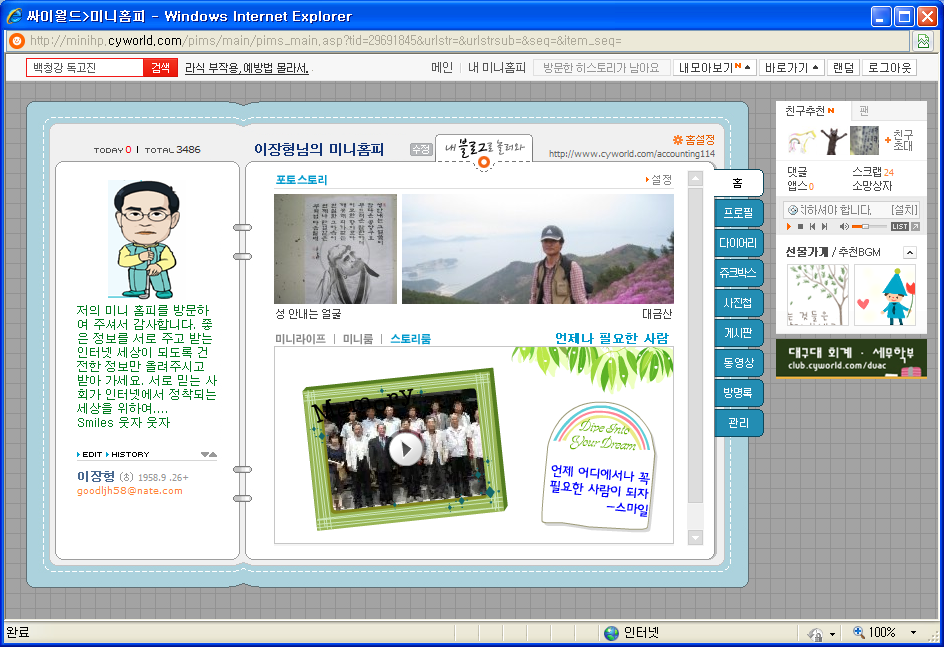 싸이월드>미니홈피 - Windows Internet Explorer
http://minihp.cyworld.com/pims/main/pims_main.asp?tid=29691845&urlstr=&urlstrsub=&seq=&item_seq=
백청강 독고진 검색 라식 부작용,예방법 몰라서.. 메인 | 내 미니홈피 방문한 히스토리가 날아요 내모아보기 N 바로가기 랜덤 로그아웃
TODAY 0 | TOTAL 3486
이장형님의 미니홈피 수정
내 블로그로 놀러와
홈설정
http://www.cyworld.com/accounting114
저의 미니 홈피를 방문하
여 주셔서 감사합니다. 좋
은 정보를 서로 주고 받는
인터넷 세상이 되도록 건
전한 정보만 올려주시고
받아 가세요. 서로 믿는 사
회가 인터넷에서 정착되는
세상을 위하여....
Smiles 웃자 웃자
EDIT HISTORY
이장형 (음) 1958.9 .26+
goodljh58@nate.com
포토스토리 설정
성 안내는 얼굴
대금산
미니라이프 | 미니룸 | 스토리룸 언제나 필요한 사람
Memory
Dive Into
Your Dream
언제 어디에서나 꼭
필요한 사람이 되자
-스마일
홈
프로필
다이어리
쥬크박스
사진첩
게시판
동영상
방명록
관리
친구추천 N 팬
친구
초대
댓글 스크랩 24
앱스 0 소망상자
치하셔야 합니다. [설치]
LIST
선물가게 / 추천BGM
대구대 회계 · 세무학부
club.cyworld.com/duac
완료 인터넷 100%